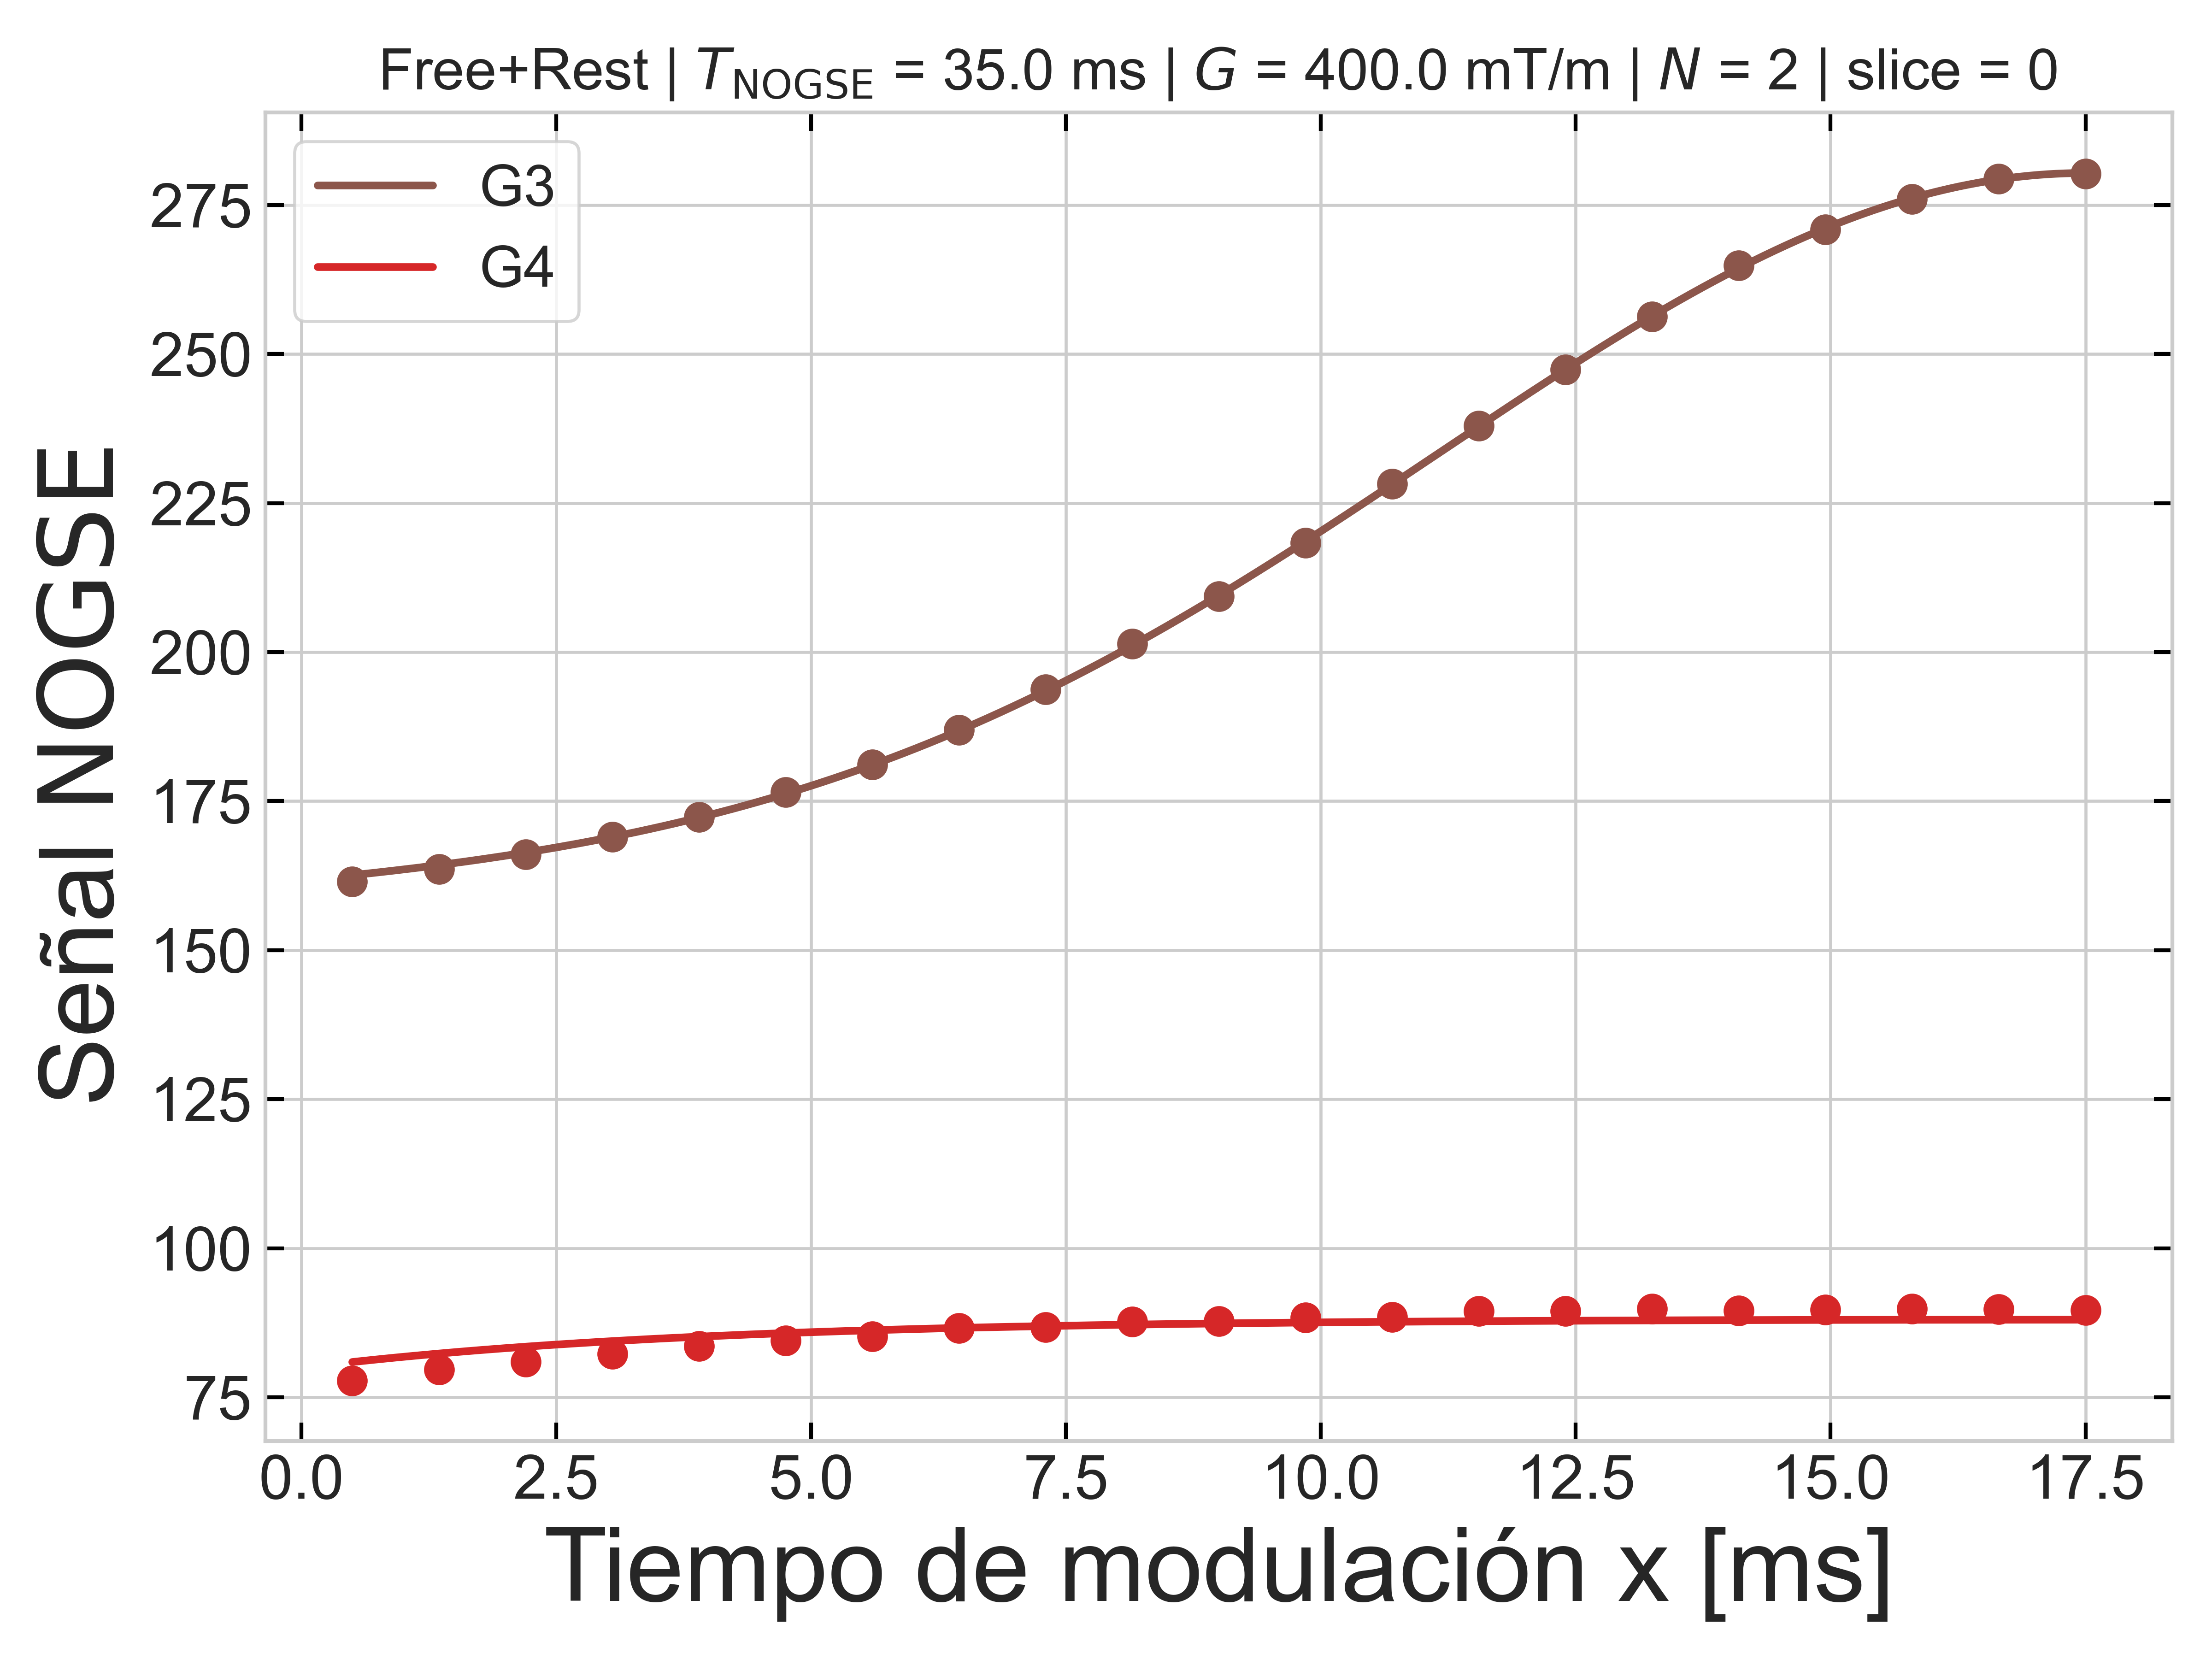 Free+Rest | T_NOGSE = 35.0 ms | G = 400.0 mT/m | N = 2 | slice = 0
G3
G4
Señal NOGSE
275
250
225
200
175
150
125
100
75
0.0 2.5 5.0 7.5 10.0 12.5 15.0 17.5
Tiempo de modulación x [ms]